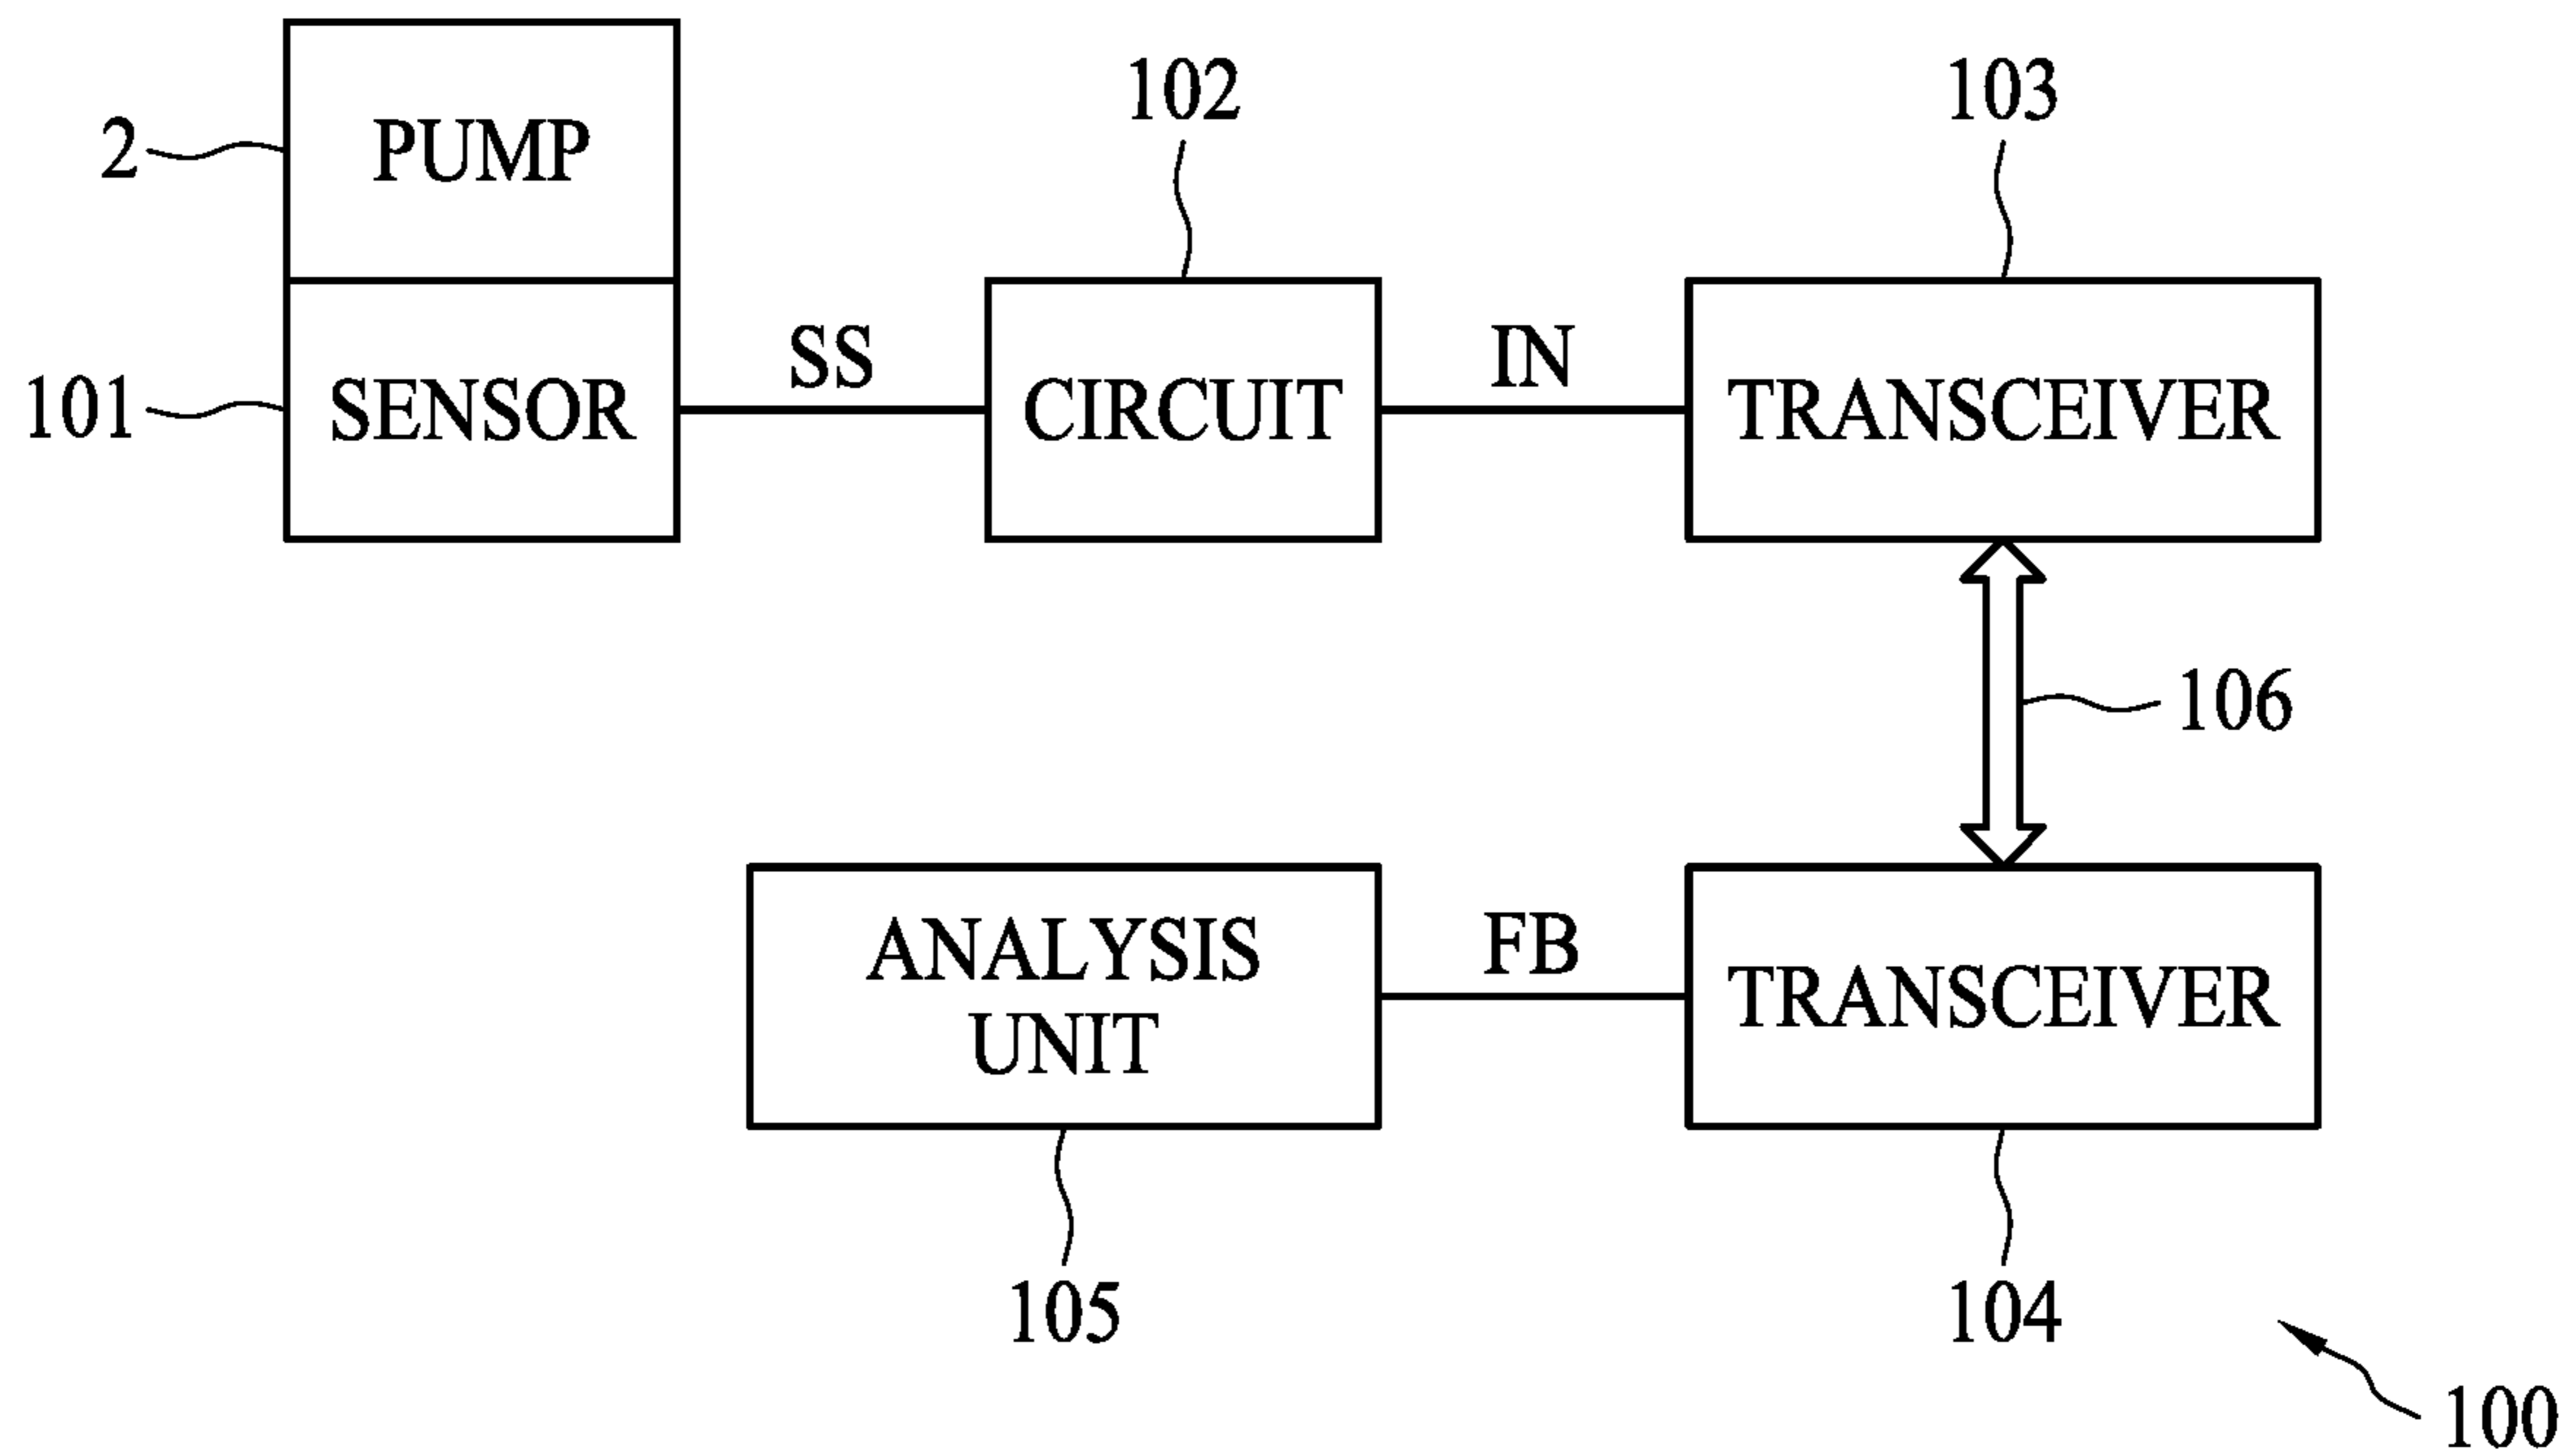 102
103
2
PUMP
SS
IN
101
SENSOR
CIRCUIT
TRANSCEIVER
106
ANALYSIS
UNIT
FB
TRANSCEIVER
105
104
100